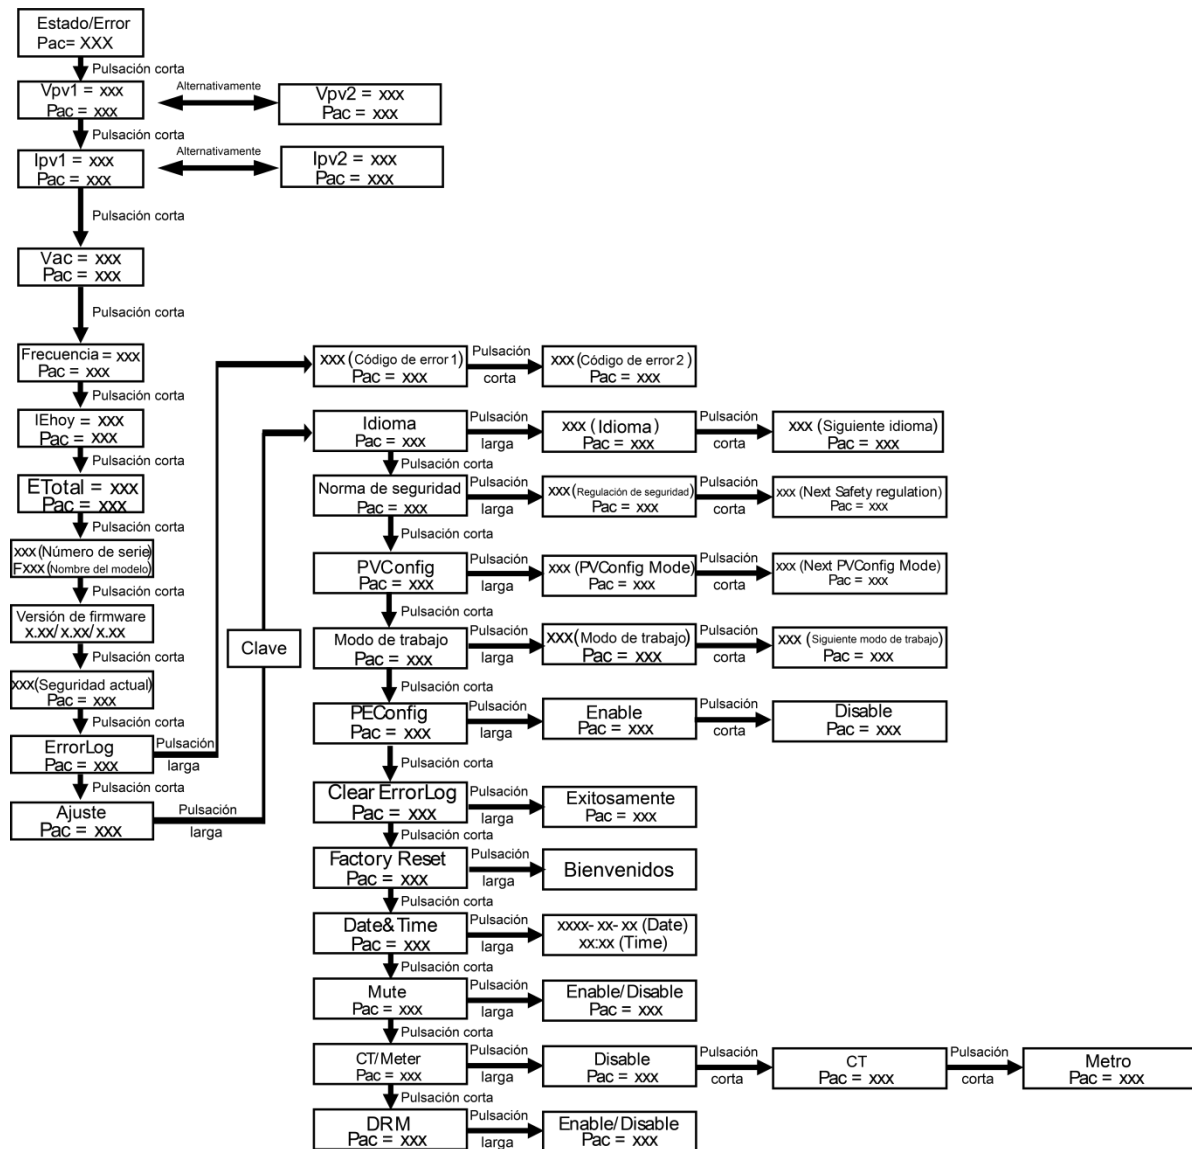 Estado/Error
Pac= XXX
Pulsación corta
Vpv1 = xxx
Pac = xxx
Alternativamente
Vpv2 = xxx
Pac = xxx
Pulsación corta
Ipv1 = xxx
Pac = xxx
Alternativamente
Ipv2 = xxx
Pac = xxx
Pulsación corta
Vac = xxx
Pac = xxx
Pulsación corta
Frecuencia = xxx
Pac = xxx
Pulsación corta
IEhoy = xxx
Pac = xxx
Pulsación corta
ETotal = xxx
Pac = xxx
Pulsación corta
xxx (Número de serie)
Fxxx (Nombre del modelo)
Pulsación corta
Versión de firmware
x.xx/x.xx/x.xx
Pulsación corta
xxx(Seguridad actual)
Pac = xxx
Pulsación corta
ErrorLog
Pac = xxx
Pulsación
larga
Pulsación corta
Ajuste
Pac = xxx
Pulsación
larga
Clave
xxx (Código de error 1)
Pac = xxx
Pulsación
corta
xxx (Código de error 2)
Pac = xxx
Idioma
Pac = xxx
Pulsación
larga
xxx (Idioma)
Pac = xxx
Pulsación
corta
xxx (Siguiente idioma)
Pac = xxx
Pulsación corta
Norma de seguridad
Pac = xxx
Pulsación
larga
xxx (Regulación de seguridad)
Pac = xxx
Pulsación
corta
xxx (Next Safety regulation)
Pac = xxx
Pulsación corta
PVConfig
Pac = xxx
Pulsación
larga
xxx (PVConfig Mode)
Pac = xxx
Pulsación
corta
xxx (Next PVConfig Mode)
Pac = xxx
Pulsación corta
Modo de trabajo
Pac = xxx
Pulsación
larga
xxx(Modo de trabajo)
Pac = xxx
Pulsación
corta
xxx (Siguiente modo de trabajo)
Pac = xxx
Pulsación corta
PEConfig
Pac = xxx
Pulsación
larga
Enable
Pac = xxx
Pulsación
corta
Disable
Pac = xxx
Pulsación corta
Clear ErrorLog
Pac = xxx
Pulsación
larga
Exitosamente
Pac = xxx
Pulsación corta
Factory Reset
Pac = xxx
Pulsación
larga
Bienvenidos
Pulsación corta
Date&Time
Pac = xxx
Pulsación
larga
xxxx- xx- xx (Date)
xx:xx (Time)
Pulsación corta
Mute
Pac = xxx
Pulsación
larga
Enable/Disable
Pac = xxx
Pulsación corta
CT/Meter
Pac = xxx
Pulsación
larga
Disable
Pac = xxx
Pulsación
corta
CT
Pac = xxx
Pulsación
corta
Metro
Pac = xxx
Pulsación corta
DRM
Pac = xxx
Pulsación
larga
Enable/Disable
Pac = xxx